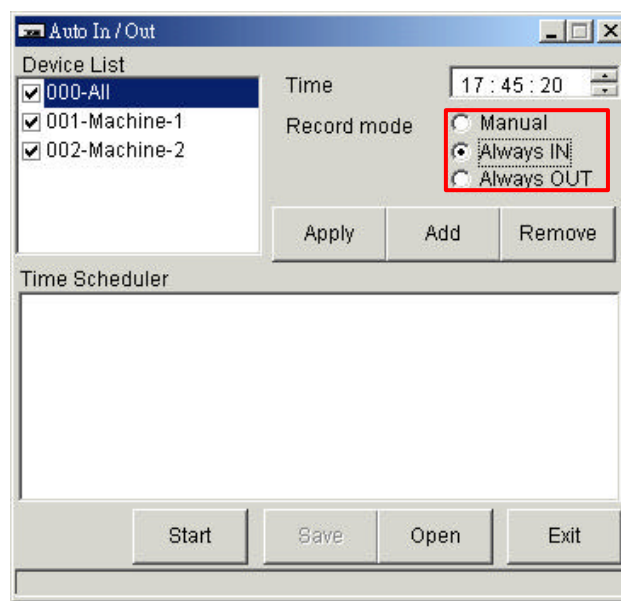 Auto In / Out
Device List
000-All
001-Machine-1
002-Machine-2
Time
17 : 45 : 20
Record mode
Manual
Always IN
Always OUT
Apply
Add
Remove
Time Scheduler
Start
Save
Open
Exit